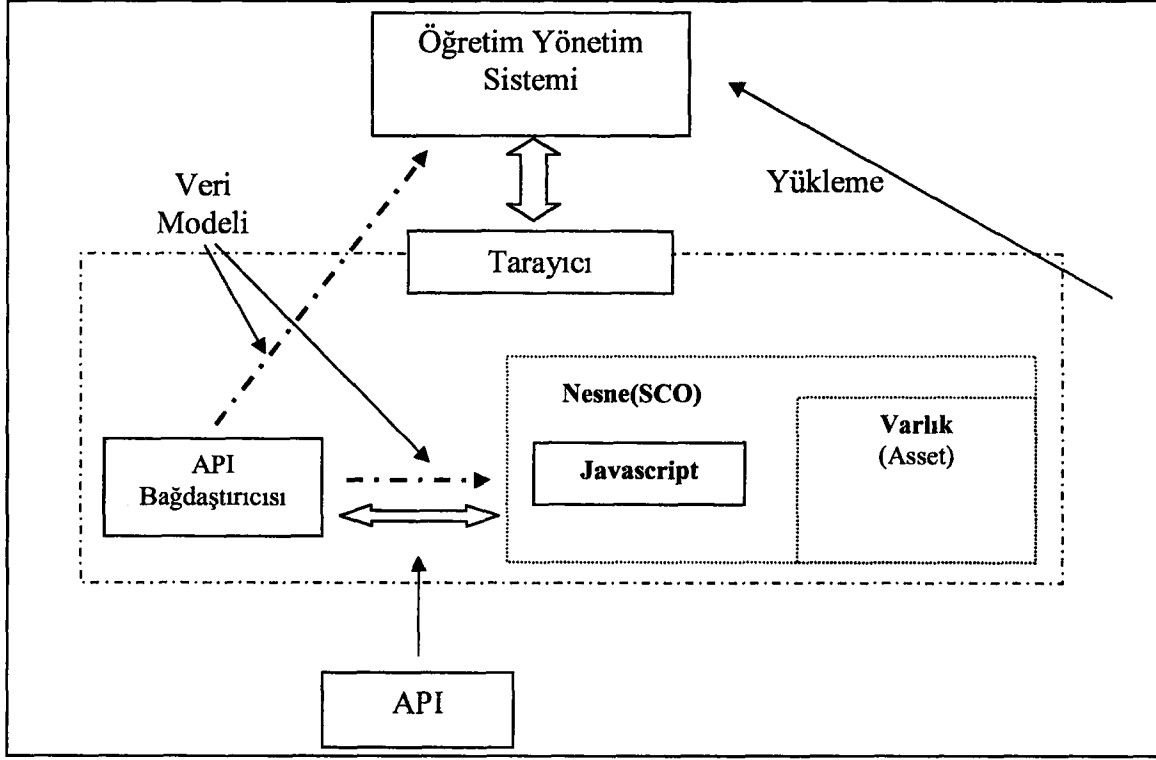 Öğretim Yönetim
Sistemi
Veri
Modeli
Yükleme
Tarayıcı
Nesne(SCO)
Varlık
(Asset)
Javascript
API
Bağdaştırıcısı
API